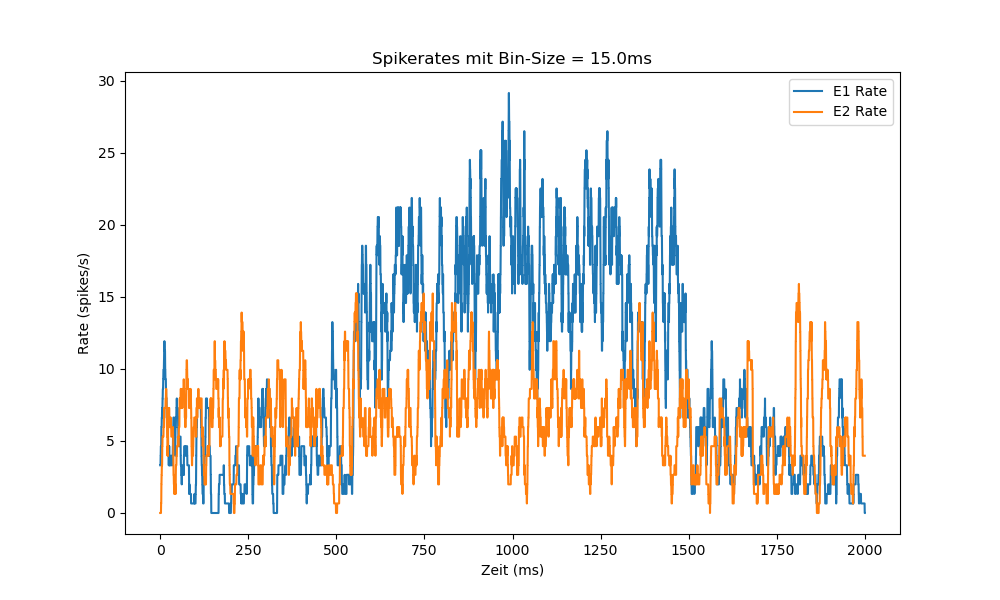 Spikerates mit Bin-Size = 15.0ms
E1 Rate
E2 Rate
Rate (spikes/s)
30
25
20
15
10
5
0
0 250 500 750 1000 1250 1500 1750 2000
Zeit (ms)